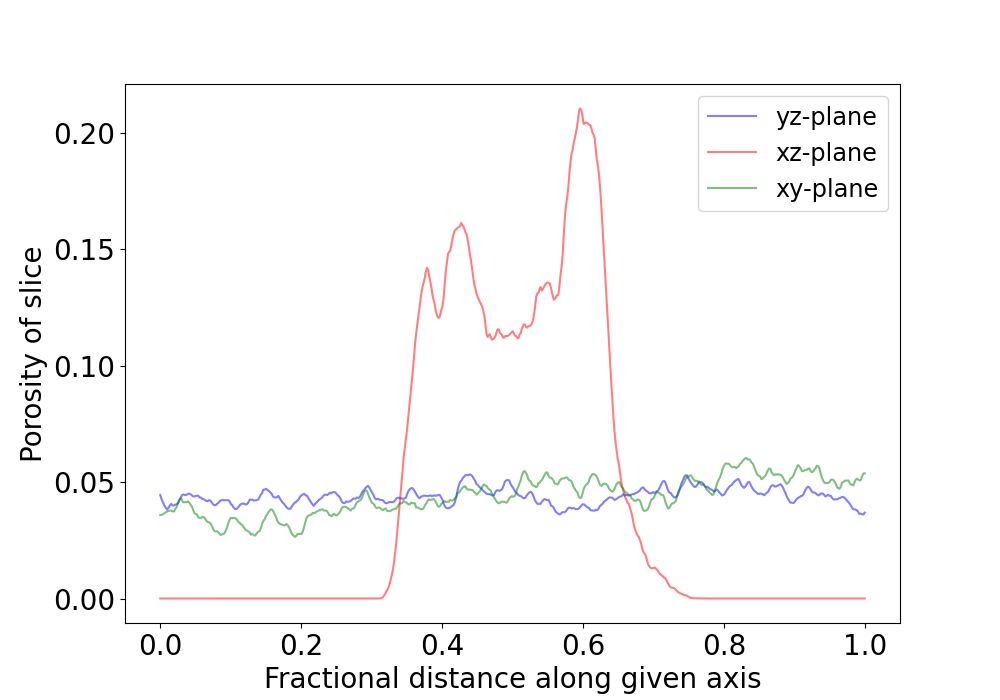 yz-plane
xz-plane
xy-plane
Porosity of slice
0.20
0.15
0.10
0.05
0.00
0.0 0.2 0.4 0.6 0.8 1.0
Fractional distance along given axis